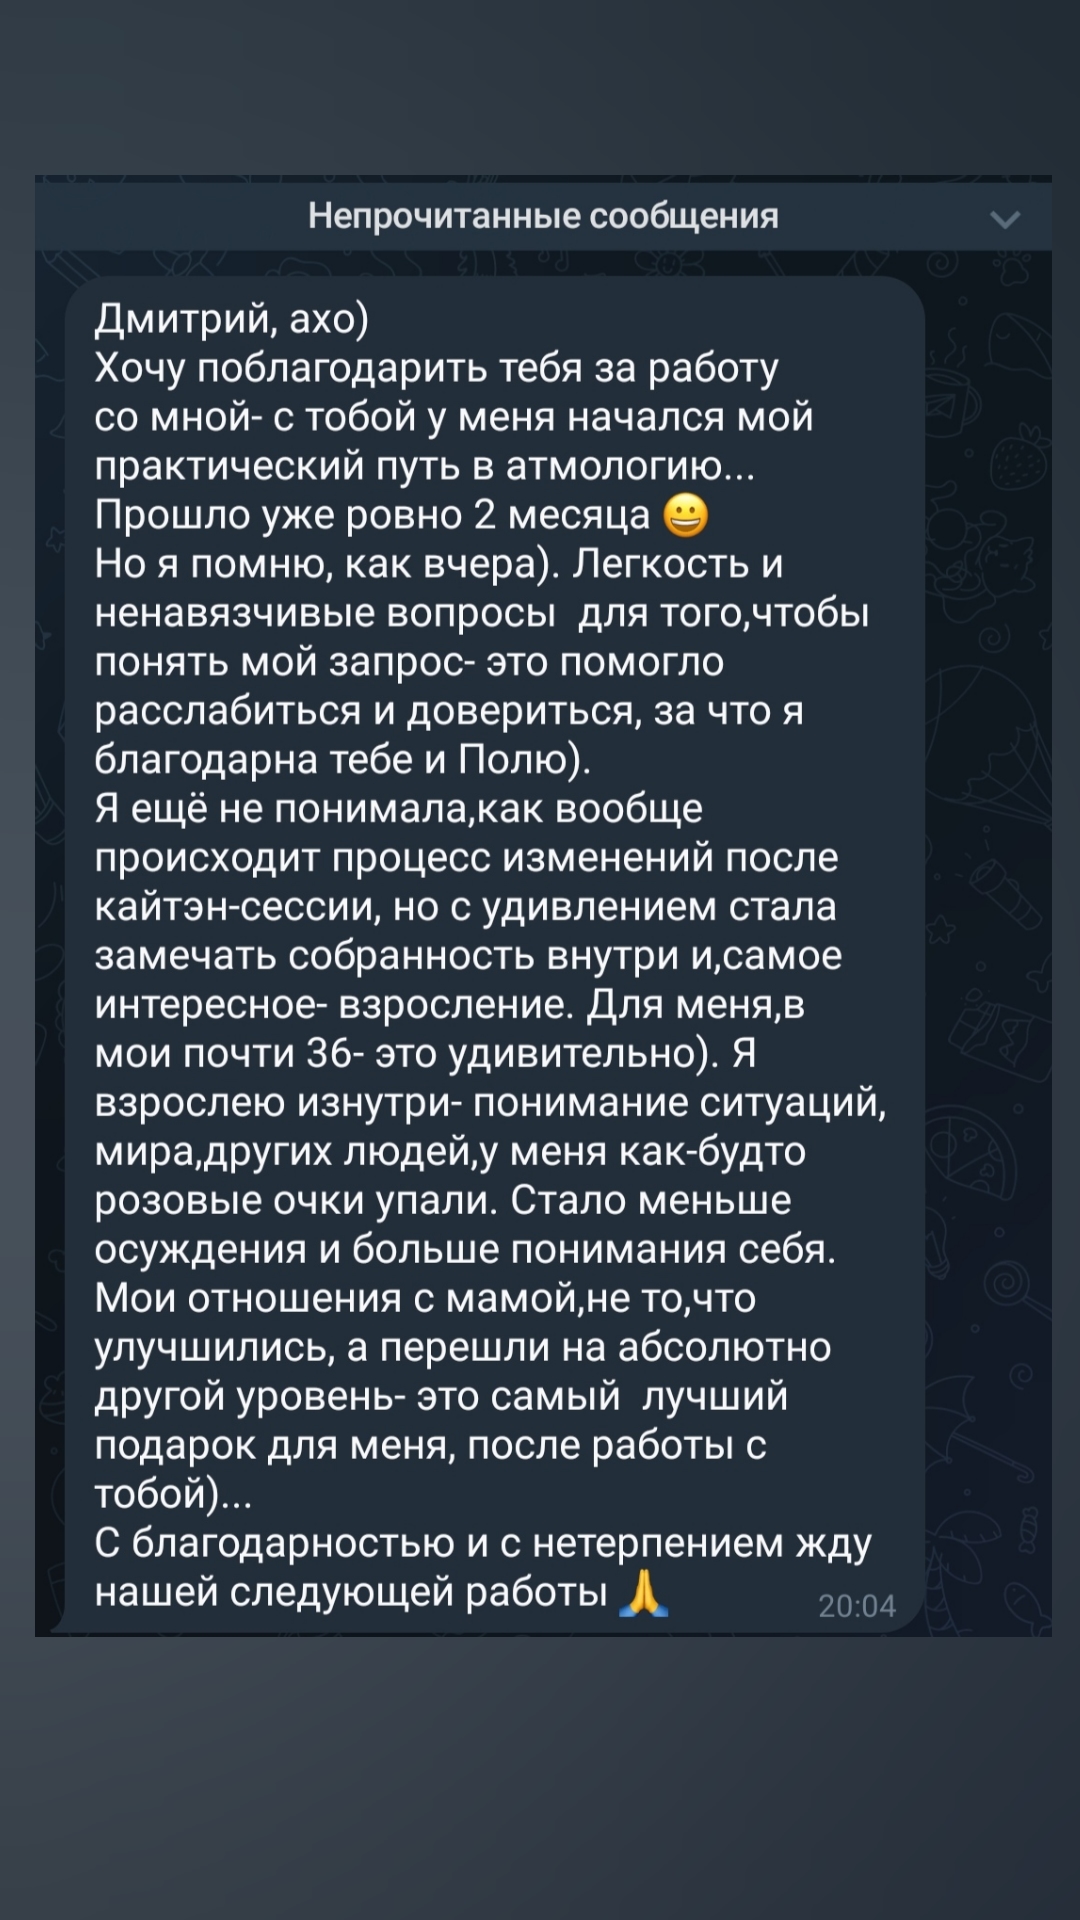 Непрочитанные сообщения
Дмитрий, ахо)
Хочу поблагодарить тебя за работу
со мной- с тобой у меня начался мой
практический путь в атмологию...
Прошло уже ровно 2 месяца 😀
Но я помню, как вчера). Легкость и
ненавязчивые вопросы  для того,чтобы
понять мой запрос- это помогло
расслабиться и довериться, за что я
благодарна тебе и Полю).
Я ещё не понимала,как вообще
происходит процесс изменений после
кайтэн-сессии, но с удивлением стала
замечать собранность внутри и,самое
интересное- взросление. Для меня,в
мои почти 36- это удивительно). Я
взрослею изнутри- понимание ситуаций,
мира,других людей,у меня как-будто
розовые очки упали. Стало меньше
осуждения и больше понимания себя.
Мои отношения с мамой,не то,что
улучшились, а перешли на абсолютно
другой уровень- это самый  лучший
подарок для меня, после работы с
тобой)...
С благодарностью и с нетерпением жду
нашей следующей работы 🙏
20:04